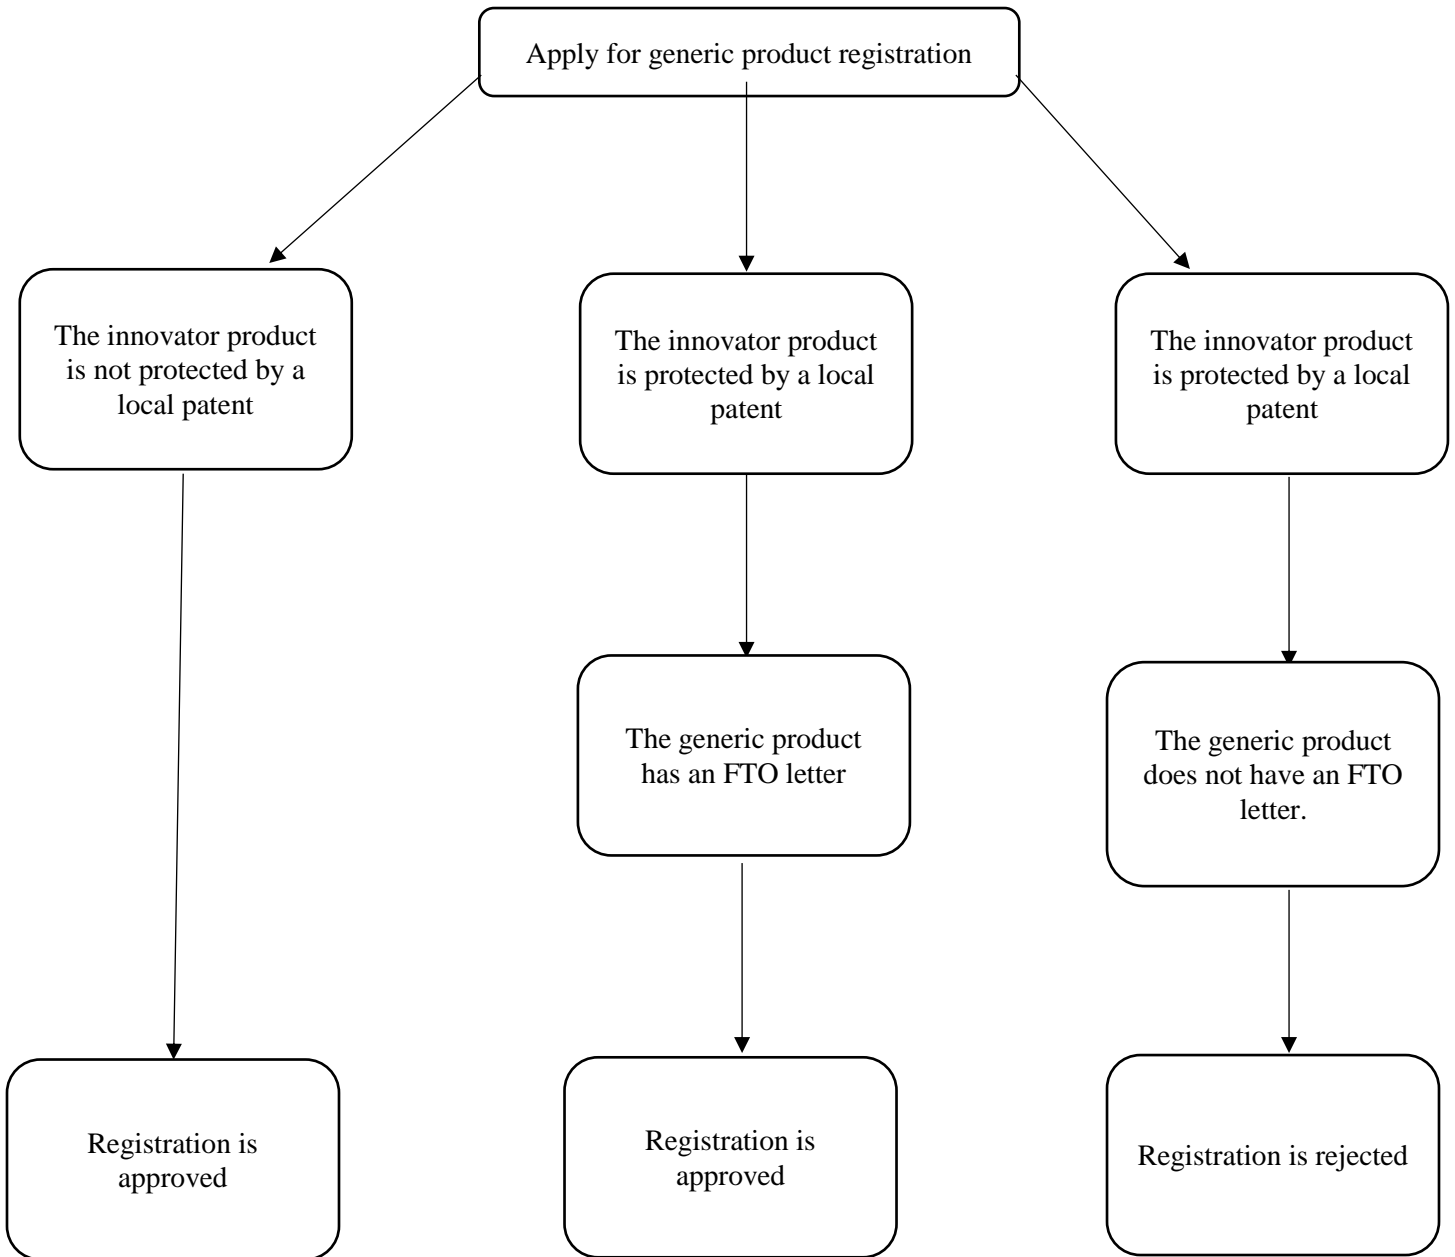 Apply for generic product registration
The innovator product
is not protected by a
local patent
The innovator product
is protected by a local
patent
The innovator product
is protected by a local
patent
The generic product
has an FTO letter
The generic product
does not have an FTO
letter.
Registration is
approved
Registration is
approved
Registration is rejected